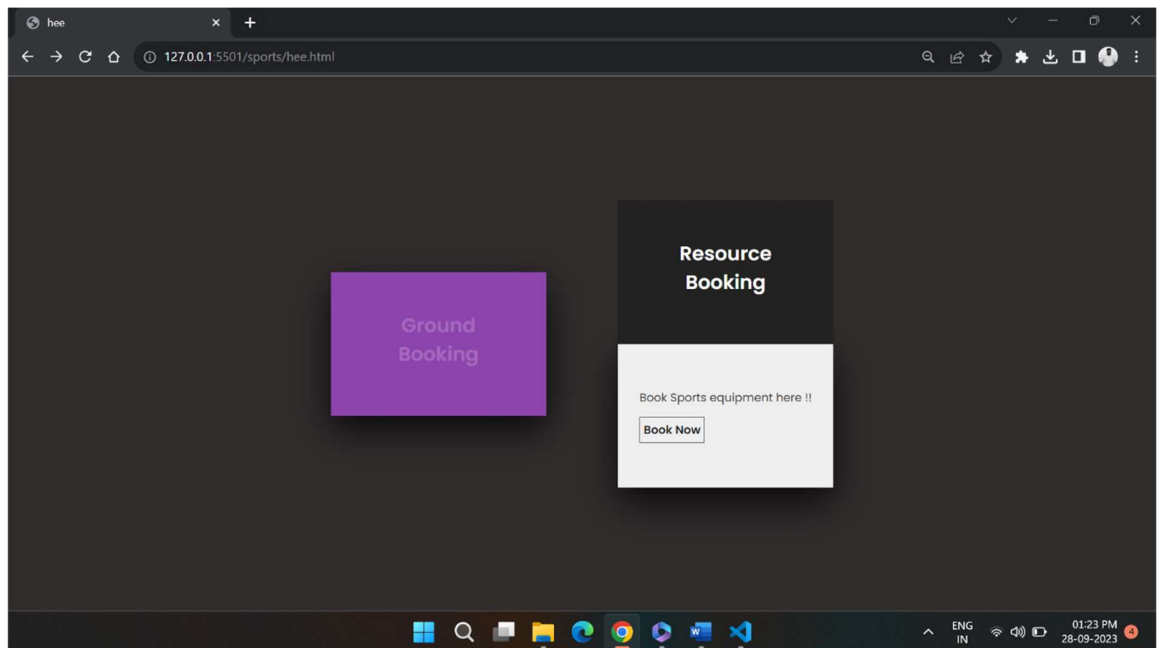 hee
127.0.0.1:5501/sports/hee.html
Ground
Booking
Resource
Booking
Book Sports equipment here !!
Book Now
ENG
IN
01:23 PM
28-09-2023
4